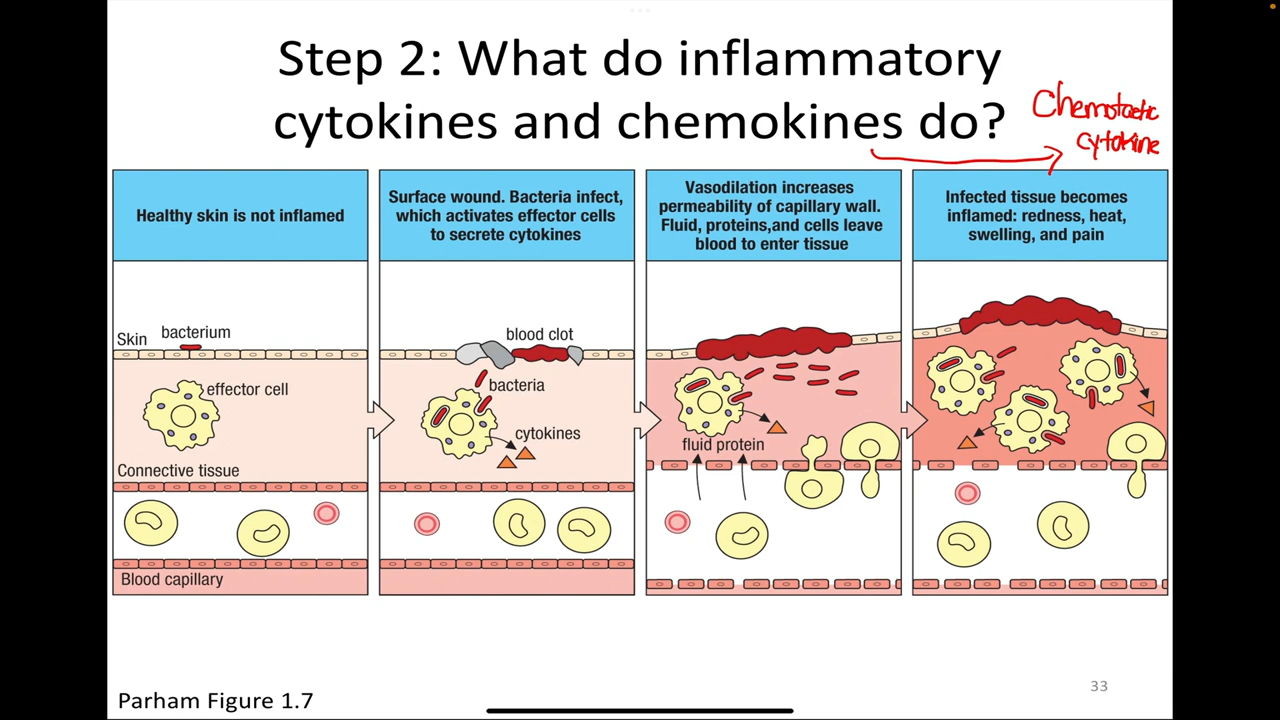 Step 2: What do inflammatory
cytokines and chemokines do?
Chemotactic
cytokine
Healthy skin is not inflamed
Surface wound. Bacteria infect,
which activates effector cells
to secrete cytokines
Vasodilation increases
permeability of capillary wall.
Fluid, proteins,and cells leave
blood to enter tissue
Infected tissue becomes
inflamed: redness, heat,
swelling, and pain
Skin
bacterium
effector cell
Connective tissue
Blood capillary
blood clot
bacteria
cytokines
fluid protein
33
Parham Figure 1.7